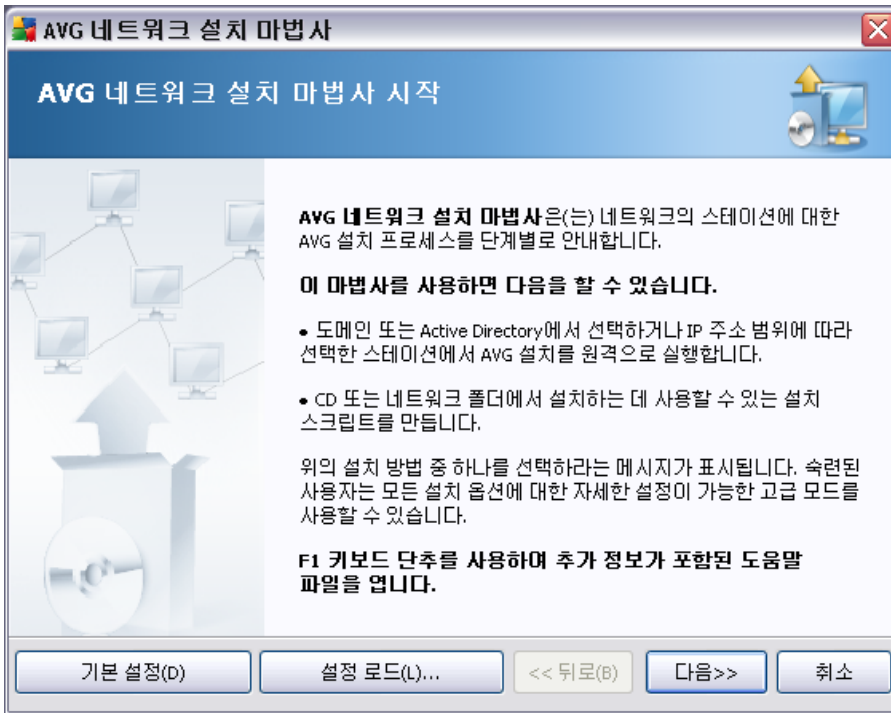 AVG 네트워크 설치 마법사
AVG 네트워크 설치 마법사 시작
AVG 네트워크 설치 마법사은(는) 네트워크의 스테이션에 대한
AVG 설치 프로세스를 단계별로 안내합니다.
이 마법사를 사용하면 다음을 할 수 있습니다.
• 도메인 또는 Active Directory에서 선택하거나 IP 주소 범위에 따라
선택한 스테이션에서 AVG 설치를 원격으로 실행합니다.
• CD 또는 네트워크 폴더에서 설치하는 데 사용할 수 있는 설치
스크립트를 만듭니다.
위의 설치 방법 중 하나를 선택하라는 메시지가 표시됩니다. 숙련된
사용자는 모든 설치 옵션에 대한 자세한 설정이 가능한 고급 모드를
사용할 수 있습니다.
F1 키보드 단추를 사용하여 추가 정보가 포함된 도움말
파일을 엽니다.
기본 설정(D) 설정 로드(L)... << 뒤로(B) 다음>> 취소